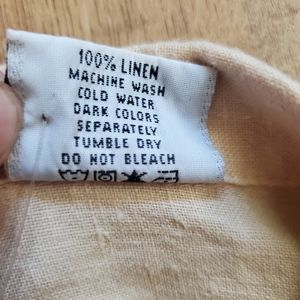 100% LINEN
MACHINE WASH
COLD WATER
DARK COLORS
SEPARATELY
TUMBLE DRY
DO NOT BLEACH